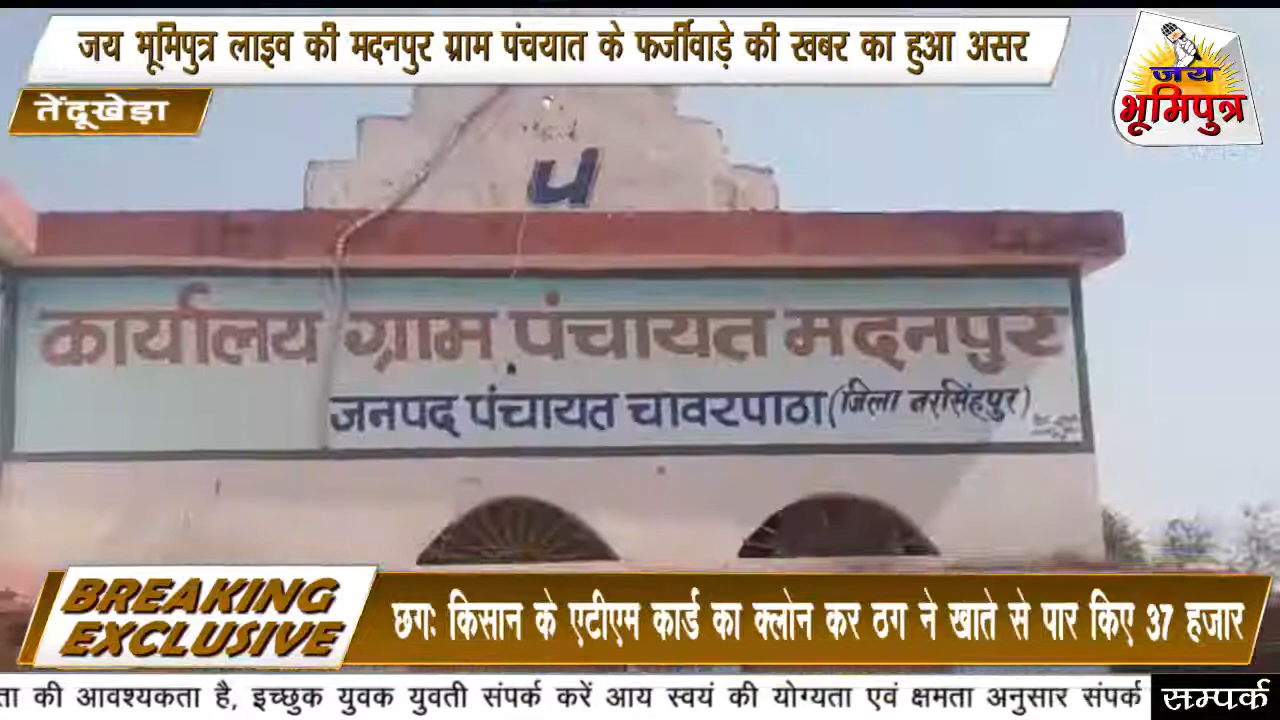 जय भूमिपुत्र लाइव की मदनपुर ग्राम पंचयात के फर्जीवाड़े की खबर का हुआ असर
जय
भूमिपुत्र
तेंदूखेड़ा
कार्यालय ग्राम पंचायत मदनपुर
जनपद पंचायत चावरपाठा (जिला नरसिंहपुर)
BREAKING
EXCLUSIVE
छग: किसान के एटीएम कार्ड का क्लोन कर ठग ने खाते से पार किए 37 हजार
ता की आवश्यकता है, इच्छुक युवक युवती संपर्क करें आय स्वयं की योग्यता एवं क्षमता अनुसार संपर्क
सम्पर्क